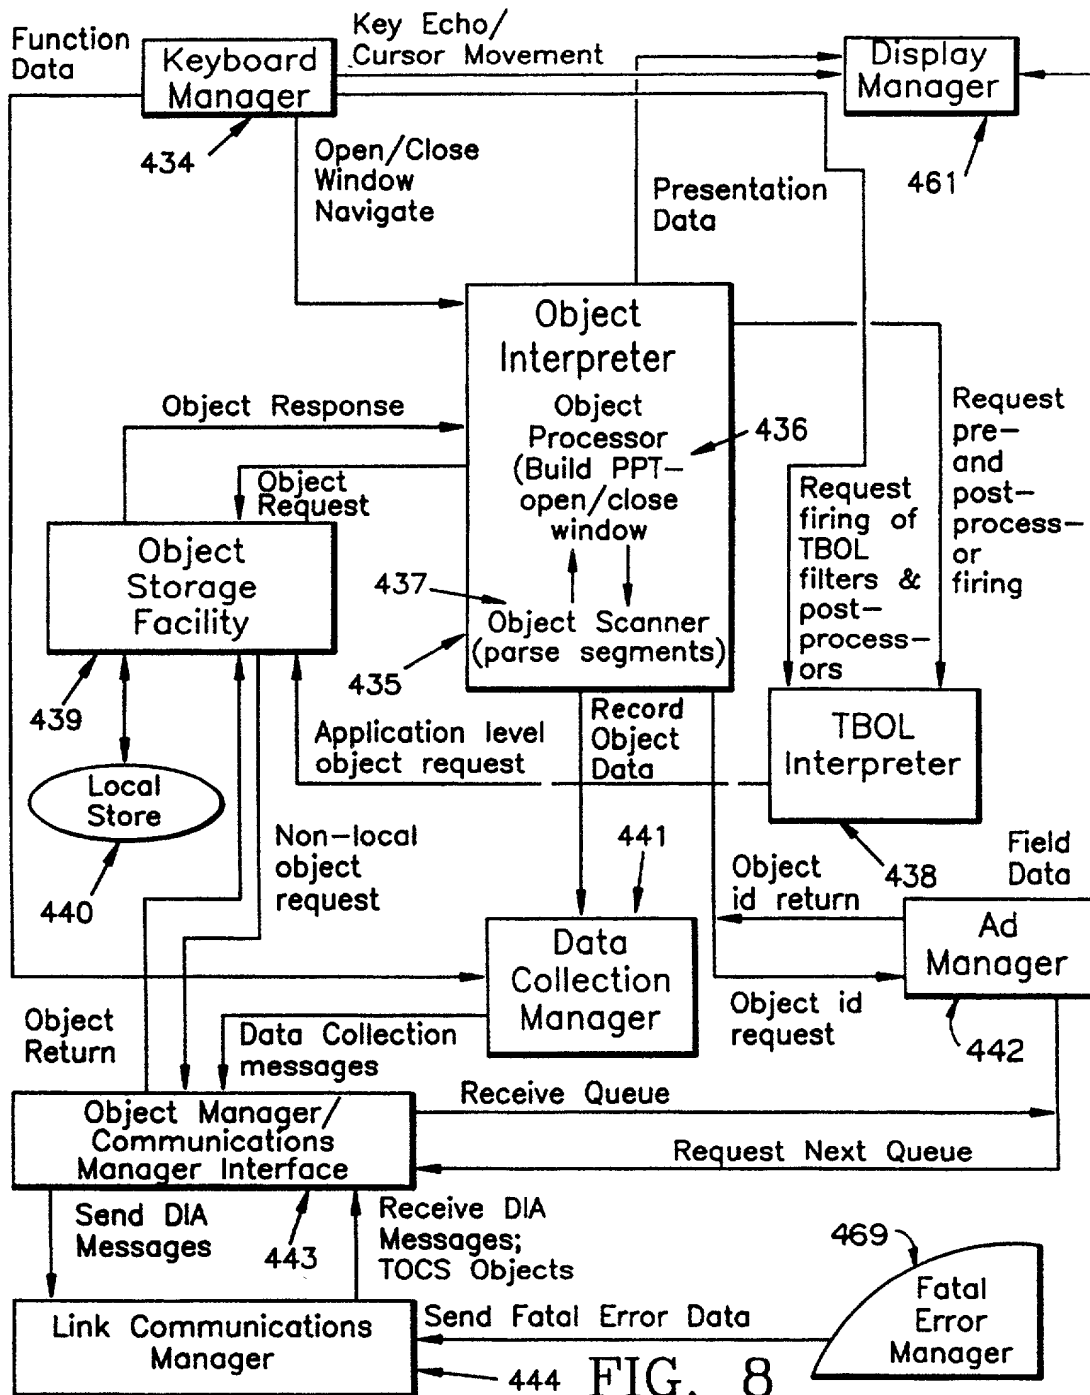 Function
Data
Keyboard
Manager
434
Key Echo/
Cursor Movement
Display
Manager
461
Open/Close
Window
Navigate
Presentation
Data
Object
Interpreter
Object
Processor
(Build PPT-
open/close
window
436
437
435
Object Scanner
(parse segments)
Object Response
Object
Request
Object
Storage
Facility
439
Local
Store
440
Request
firing of
TBOL
filters &
post-
process-
ors
Request
pre-
and
post-
process-
or
firing
TBOL
Interpreter
438
Application level
object request
Record
Object
Data
Non-local
object
request
441
Data
Collection
Manager
Object
id return
Field
Data
Ad
Manager
442
Object id
request
Object
Return
Data Collection
messages
Object Manager/
Communications
Manager Interface
443
Receive Queue
Request Next Queue
Send DIA
Messages
Receive DIA
Messages;
TOCS Objects
Link Communications
Manager
444
Send Fatal Error Data
469
Fatal
Error
Manager
FIG. 8